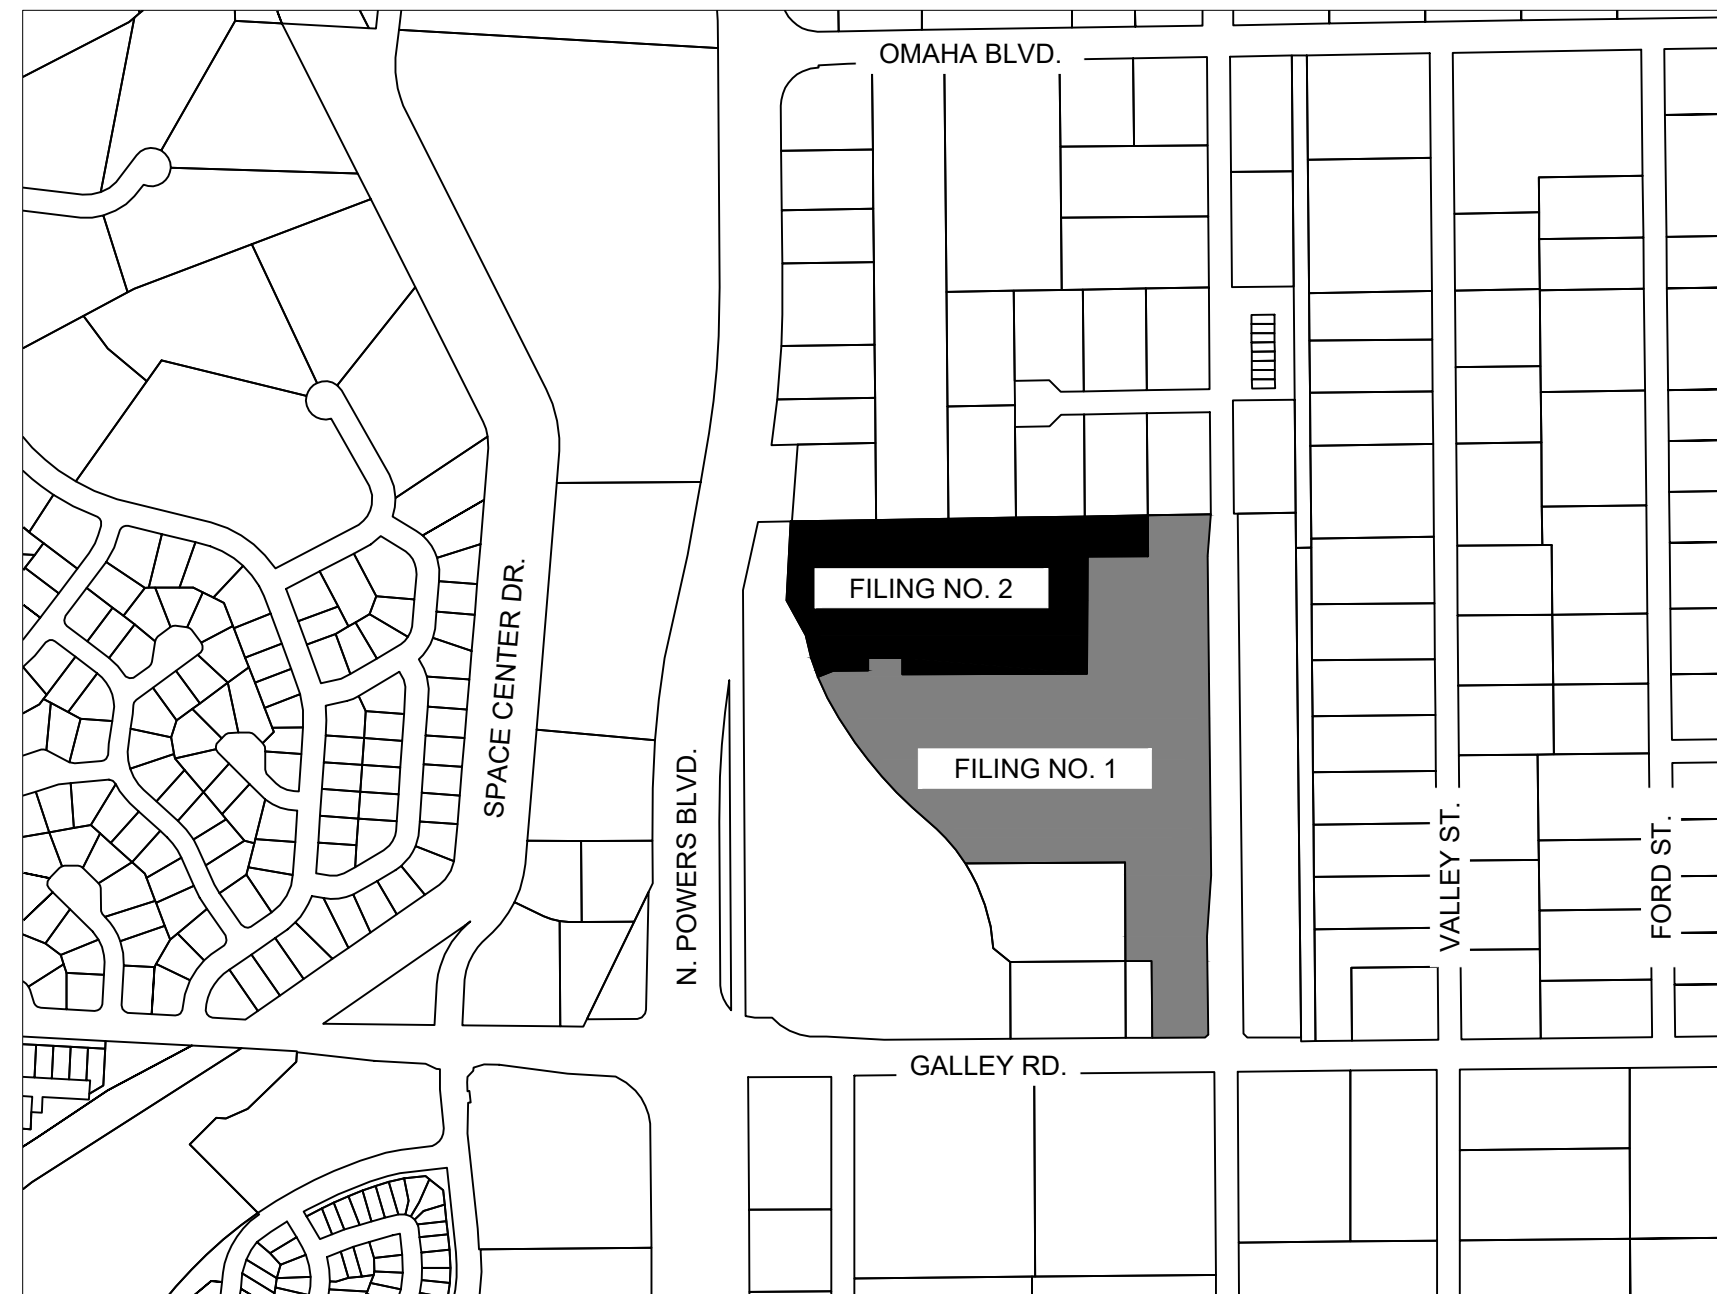 OMAHA BLVD.
FILING NO. 2
SPACE CENTER DR.
FILING NO. 1
N. POWERS BLVD.
VALLEY ST.
FORD ST.
GALLEY RD.